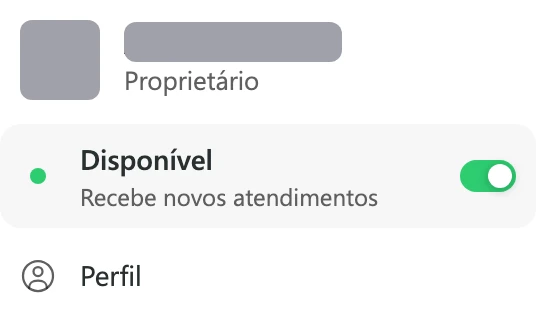 Proprietário
Disponível
Recebe novos atendimentos
Perfil